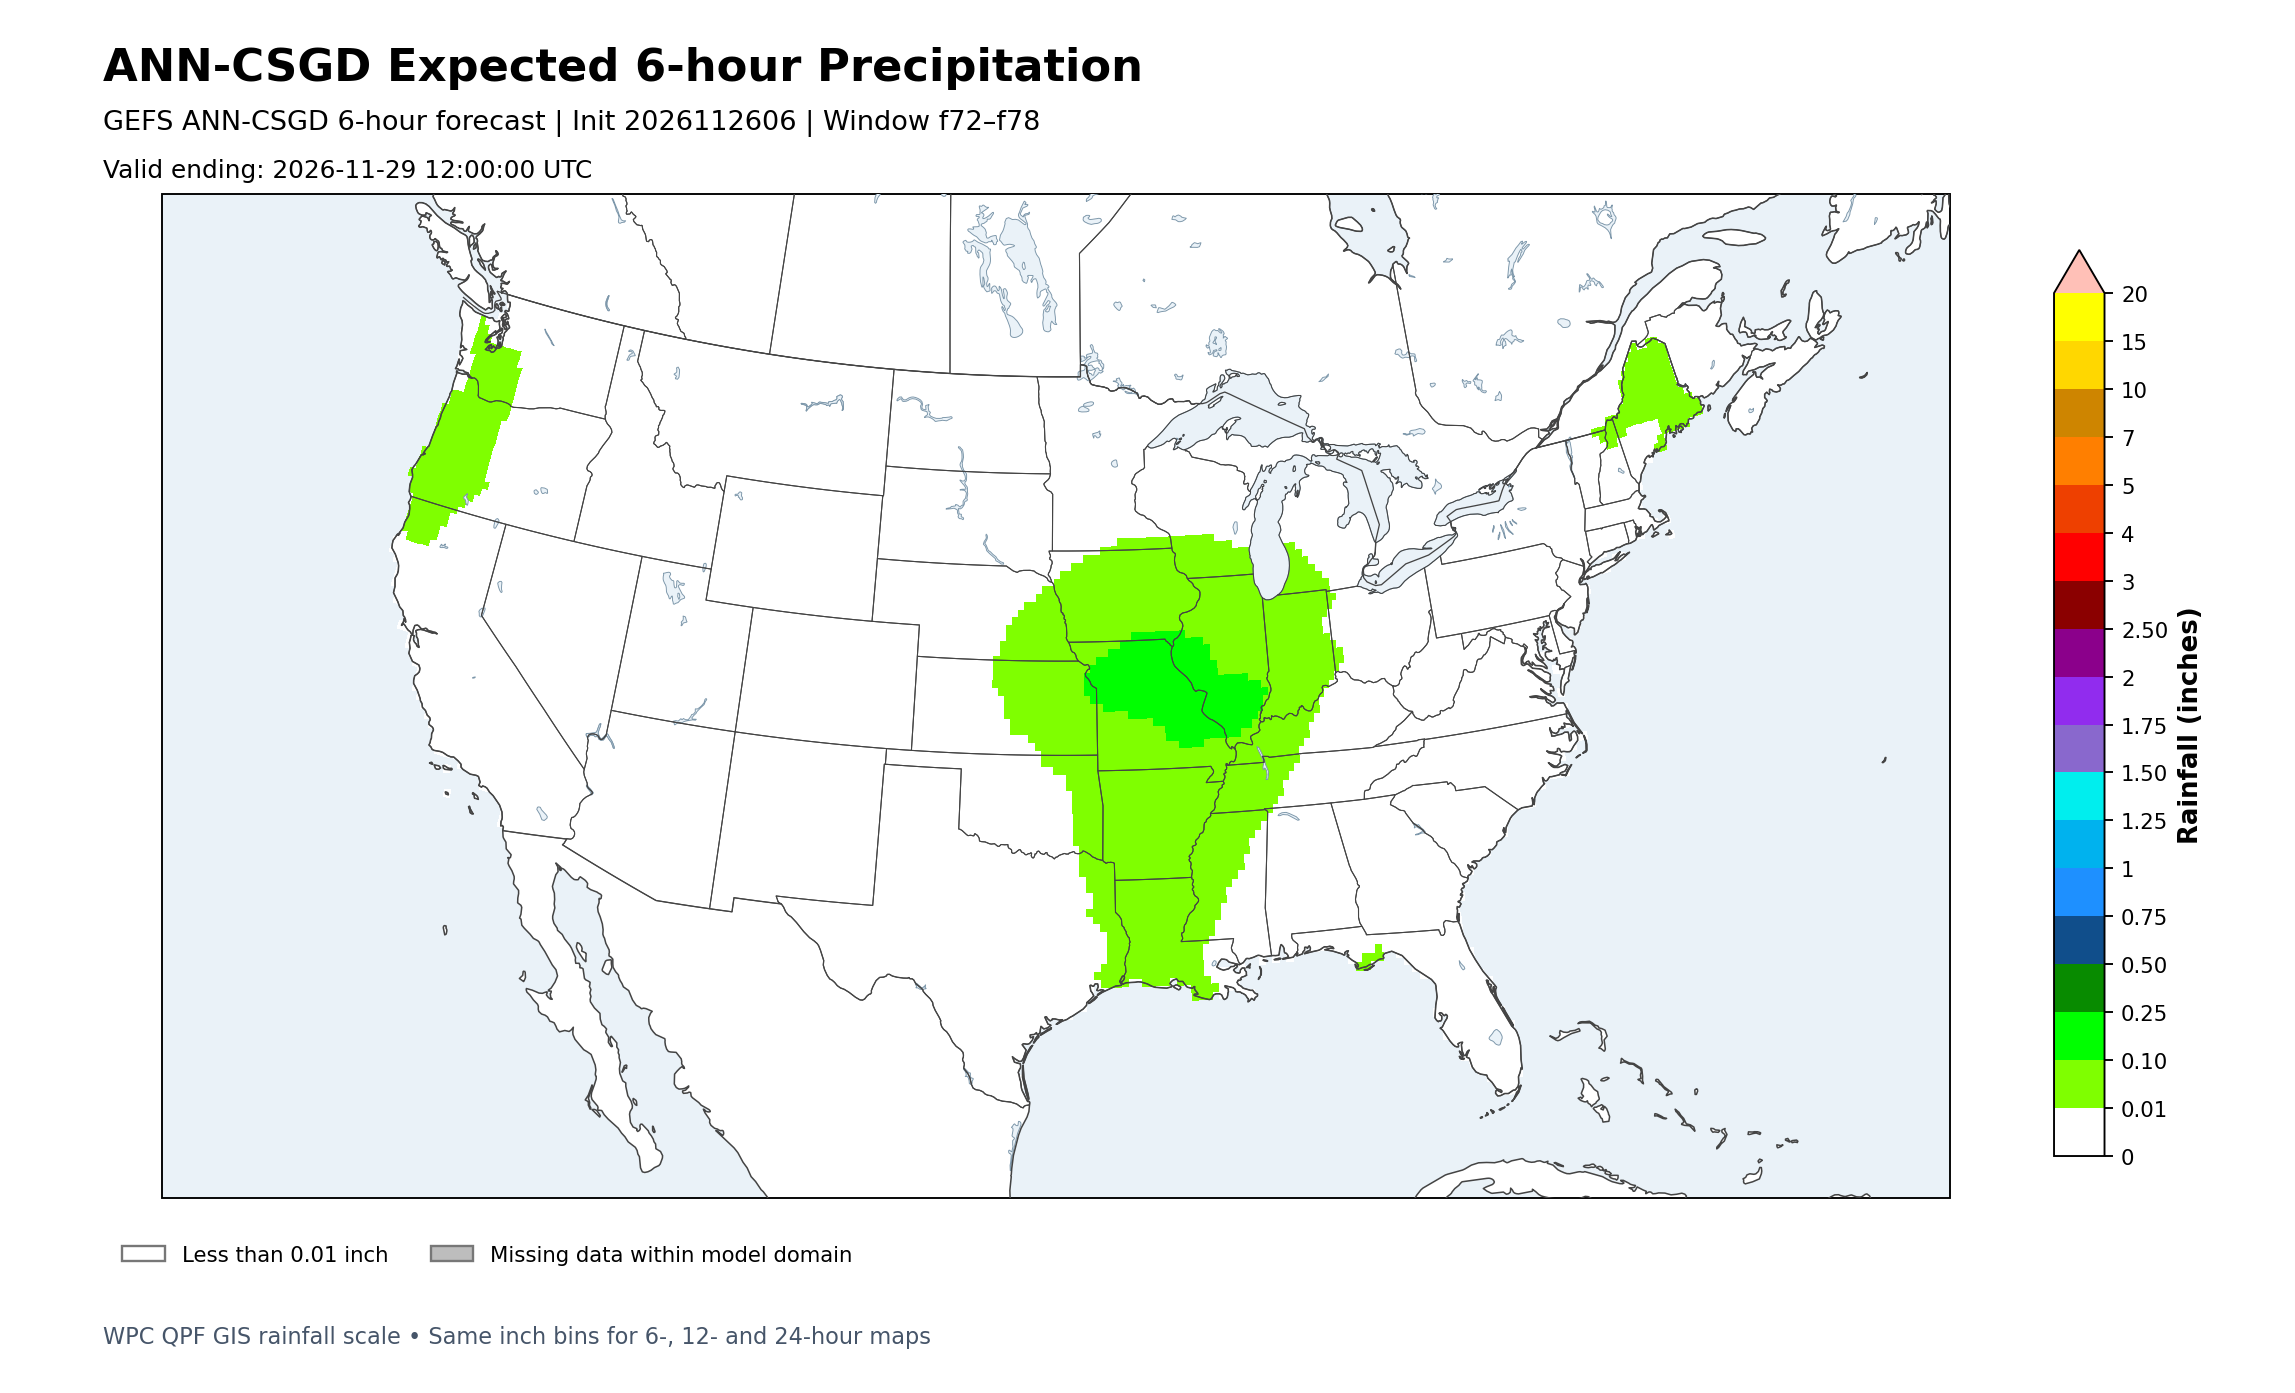 ANN-CSGD Expected 6-hour Precipitation
GEFS ANN-CSGD 6-hour forecast | Init 2026112606 | Window f72–f78
Valid ending: 2026-11-29 12:00:00 UTC
20
15
10
7
5
4
3
2.50
2
1.75
1.50
1.25
1
0.75
0.50
0.25
0.10
0.01
0
Rainfall (inches)
Less than 0.01 inch
Missing data within model domain
WPC QPF GIS rainfall scale • Same inch bins for 6-, 12- and 24-hour maps